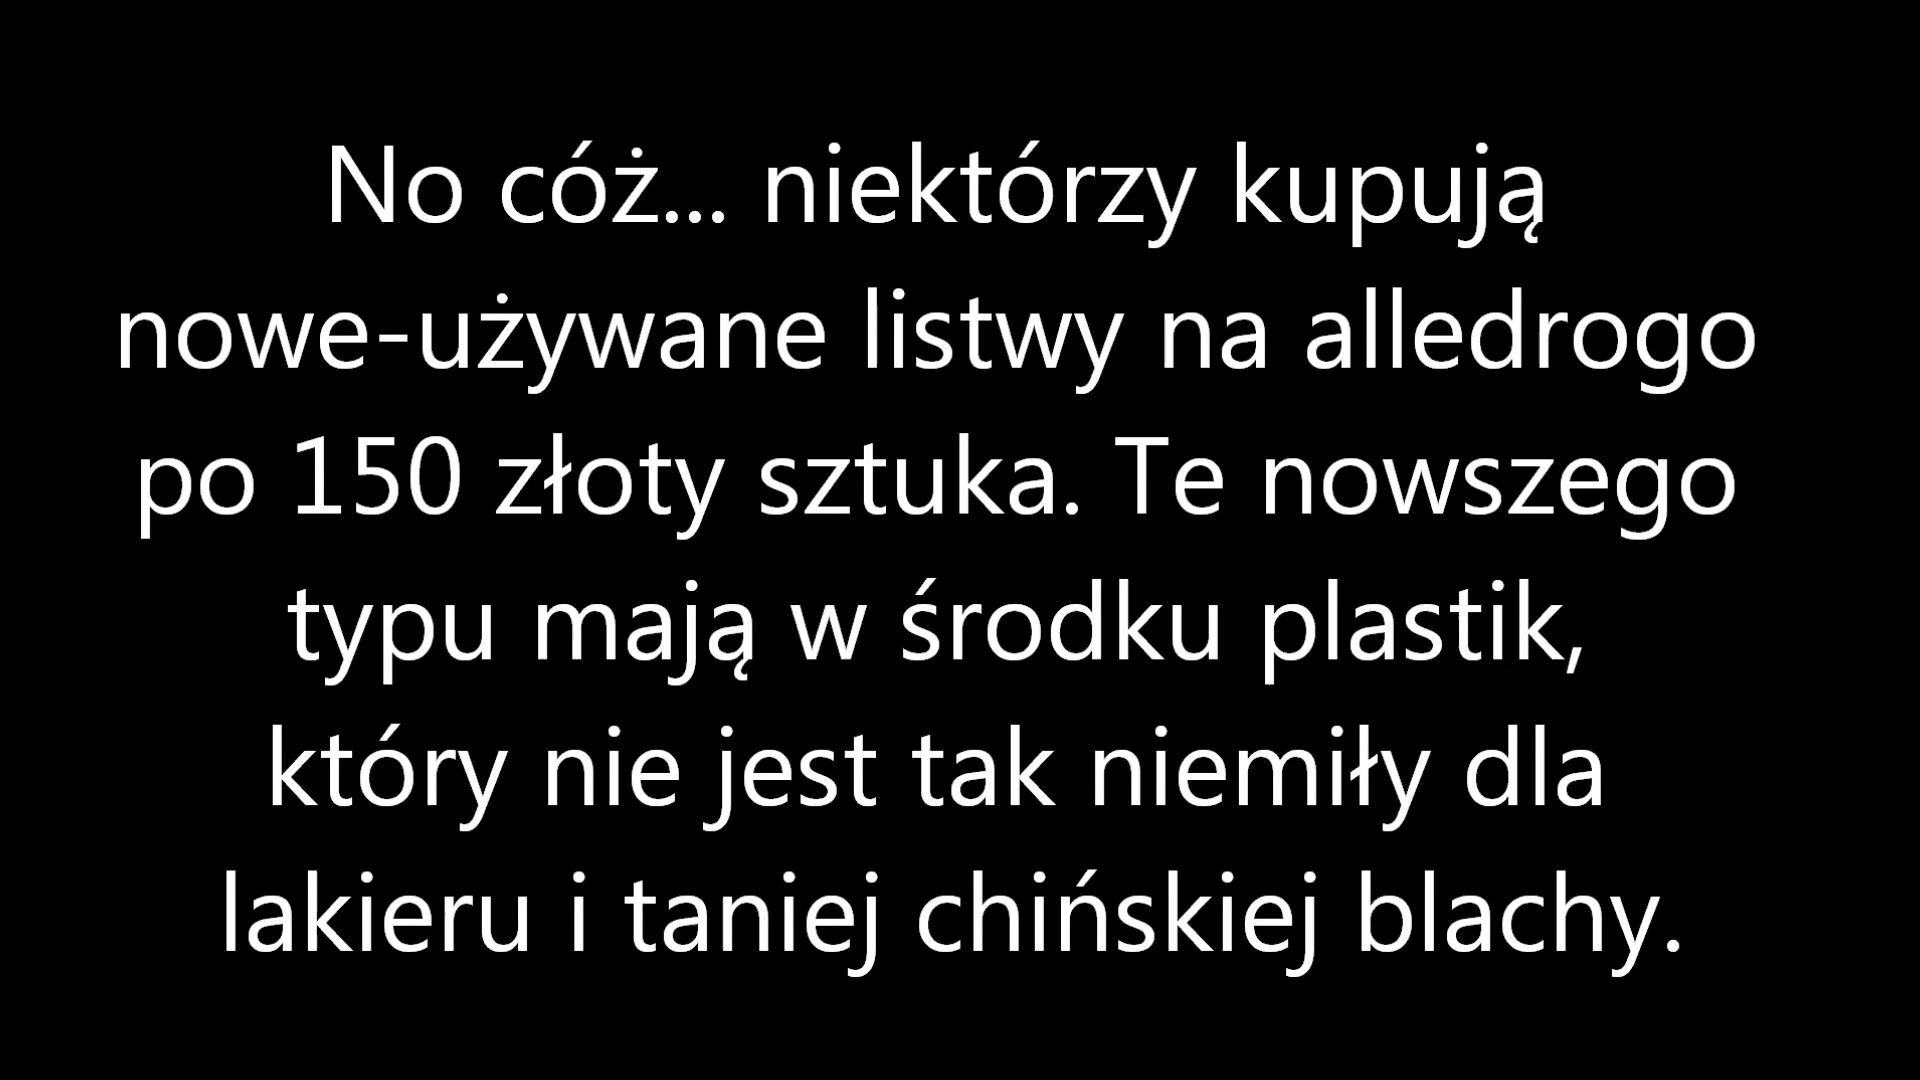 No cóż... niektórzy kupują
nowe-używane listwy na alledrogo
po 150 złoty sztuka. Te nowszego
typu mają w środku plastik,
który nie jest tak niemiły dla
lakieru i taniej chińskiej blachy.